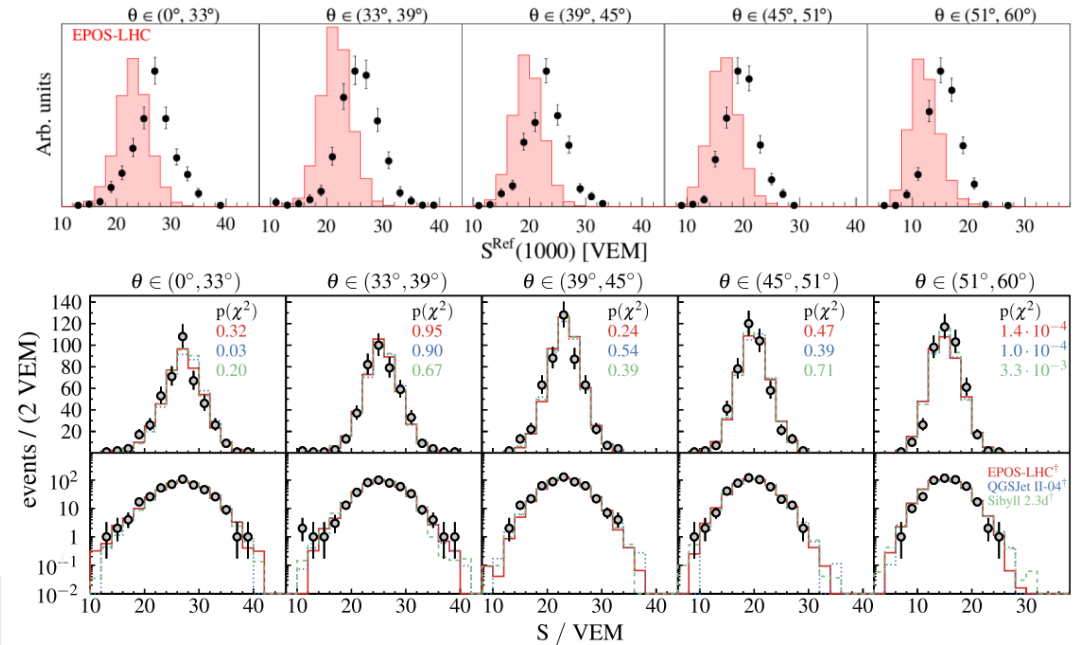 θ ∈ (0°, 33°) θ ∈ (33°, 39°) θ ∈ (39°, 45°) θ ∈ (45°, 51°) θ ∈ (51°, 60°)
EPOS-LHC
Arb. units
10 20 30 40 10 20 30 40 10 20 30 40 10 20 30 40 10 20 30 40
S^Ref(1000) [VEM]
θ ∈ (0°, 33°) θ ∈ (33°, 39°) θ ∈ (39°, 45°) θ ∈ (45°, 51°) θ ∈ (51°, 60°)
140 p(χ²) p(χ²) p(χ²) p(χ²) p(χ²)
120 0.32 0.95 0.24 0.47 1.4 · 10⁻⁴
100 0.03 0.90 0.54 0.39 1.0 · 10⁻⁴
80 0.20 0.67 0.39 0.71 3.3 · 10⁻³
60
40
20
events / (2 VEM)
10² EPOS-LHC†
QGSJet II-04†
10 Sibyll 2.3d†
1
10⁻¹
10⁻²
10 20 30 40 10 20 30 40 10 20 30 40 10 20 30 40 10 20 30
S / VEM